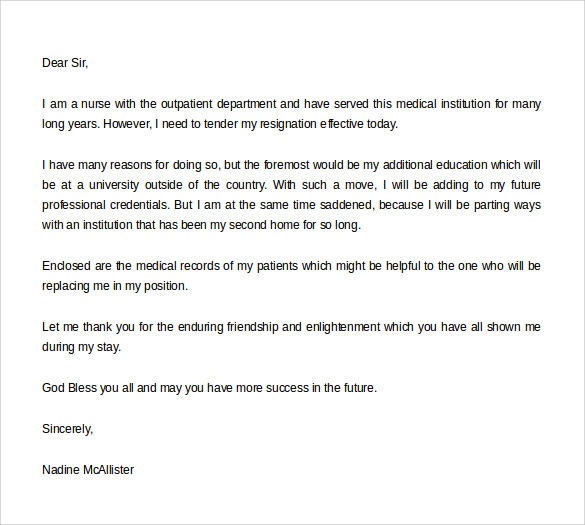 Dear Sir,
I am a nurse with the outpatient department and have served this medical institution for many
long years. However, I need to tender my resignation effective today.
I have many reasons for doing so, but the foremost would be my additional education which will
be at a university outside of the country. With such a move, I will be adding to my future
professional credentials. But I am at the same time saddened, because I will be parting ways
with an institution that has been my second home for so long.
Enclosed are the medical records of my patients which might be helpful to the one who will be
replacing me in my position.
Let me thank you for the enduring friendship and enlightenment which you have all shown me
during my stay.
God Bless you all and may you have more success in the future.
Sincerely,
Nadine McAllister